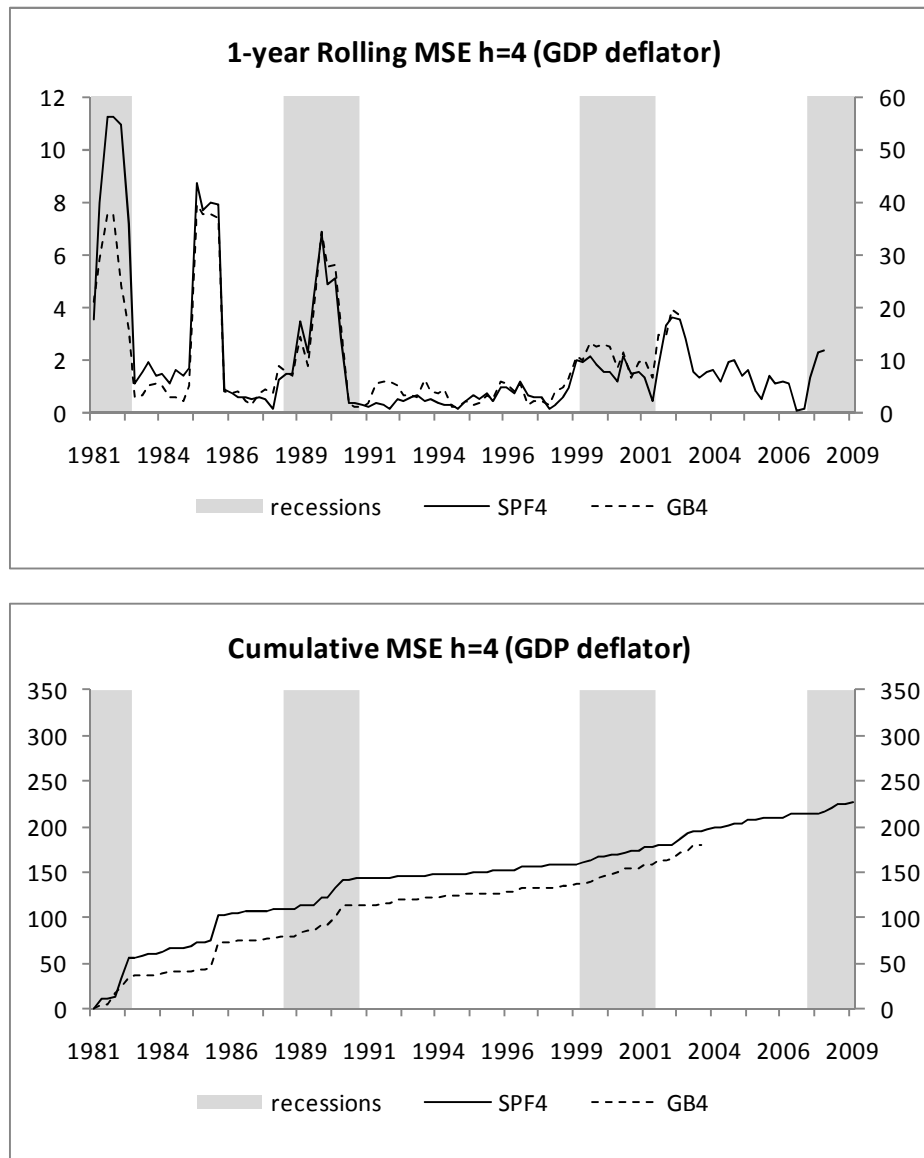 1-year Rolling MSE h=4 (GDP deflator)
12 60
10 50
8 40
6 30
4 20
2 10
0 0
1981 1984 1986 1989 1991 1994 1996 1999 2001 2004 2006 2009
recessions SPF4 GB4
Cumulative MSE h=4 (GDP deflator)
350 350
300 300
250 250
200 200
150 150
100 100
50 50
0 0
1981 1984 1986 1989 1991 1994 1996 1999 2001 2004 2006 2009
recessions SPF4 GB4